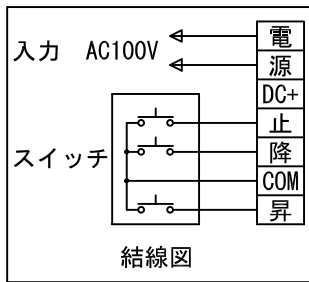 入力 AC100V
電
源
DC+
止
降
COM
昇
スイッチ
結線図